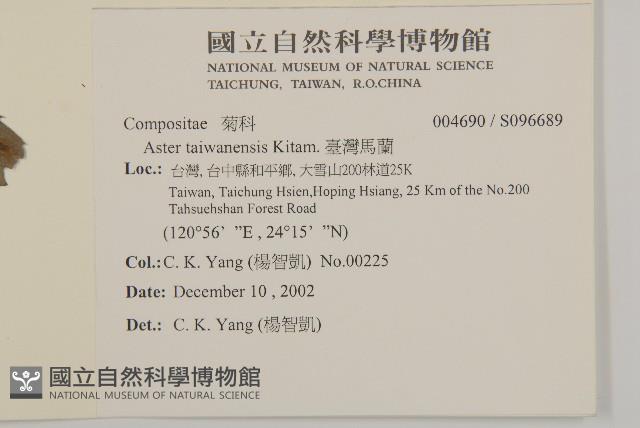 國立自然科學博物館
NATIONAL MUSEUM OF NATURAL SCIENCE
TAICHUNG, TAIWAN, R.O.CHINA
Compositae 菊科 004690 / S096689
Aster taiwanensis Kitam. 臺灣馬蘭
Loc.: 台灣, 台中縣和平鄉, 大雪山200林道25K
Taiwan, Taichung Hsien,Hoping Hsiang, 25 Km of the No.200
Tahsuehshan Forest Road
(120°56’ ”E , 24°15’ ”N)
Col.: C. K. Yang (楊智凱) No.00225
Date: December 10 , 2002
Det.: C. K. Yang (楊智凱)
國立自然科學博物館
NATIONAL MUSEUM OF NATURAL SCIENCE